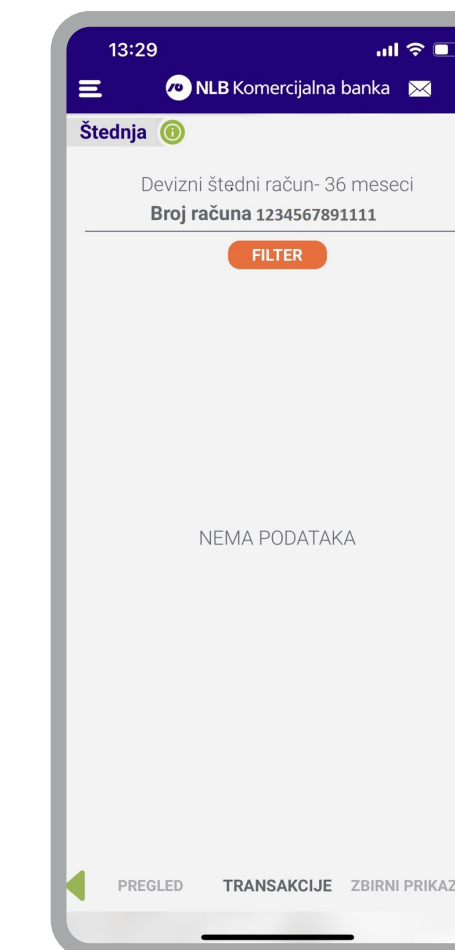 13:29
NLB Komercijalna banka
Štednja
Devizni štedni račun- 36 meseci
Broj računa 1234567891111
FILTER
NEMA PODATAKA
PREGLED TRANSAKCIJE ZBIRNI PRIKAZ